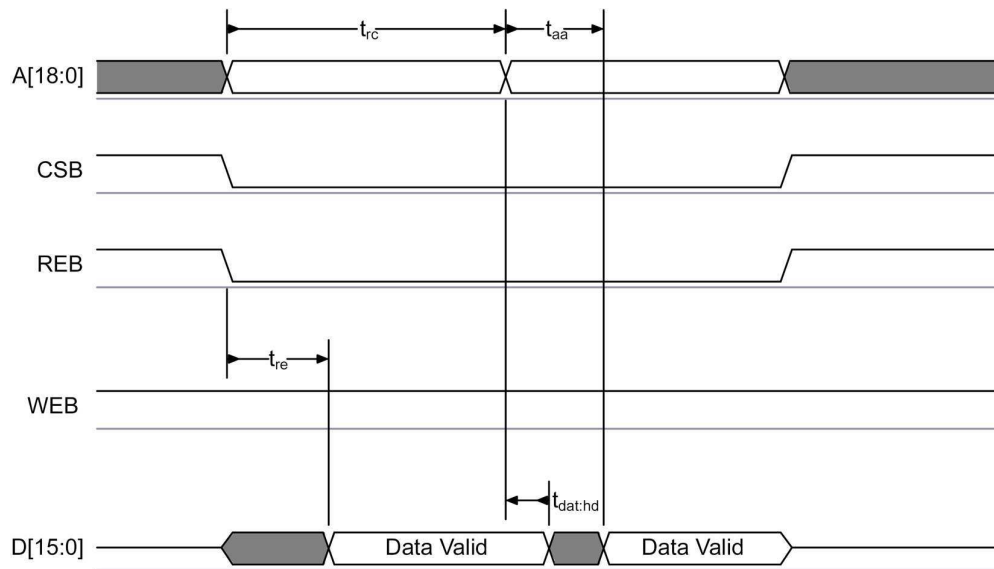 t_rc
t_aa
A[18:0]
CSB
REB
t_re
WEB
t_dat:hd
D[15:0]
Data Valid
Data Valid